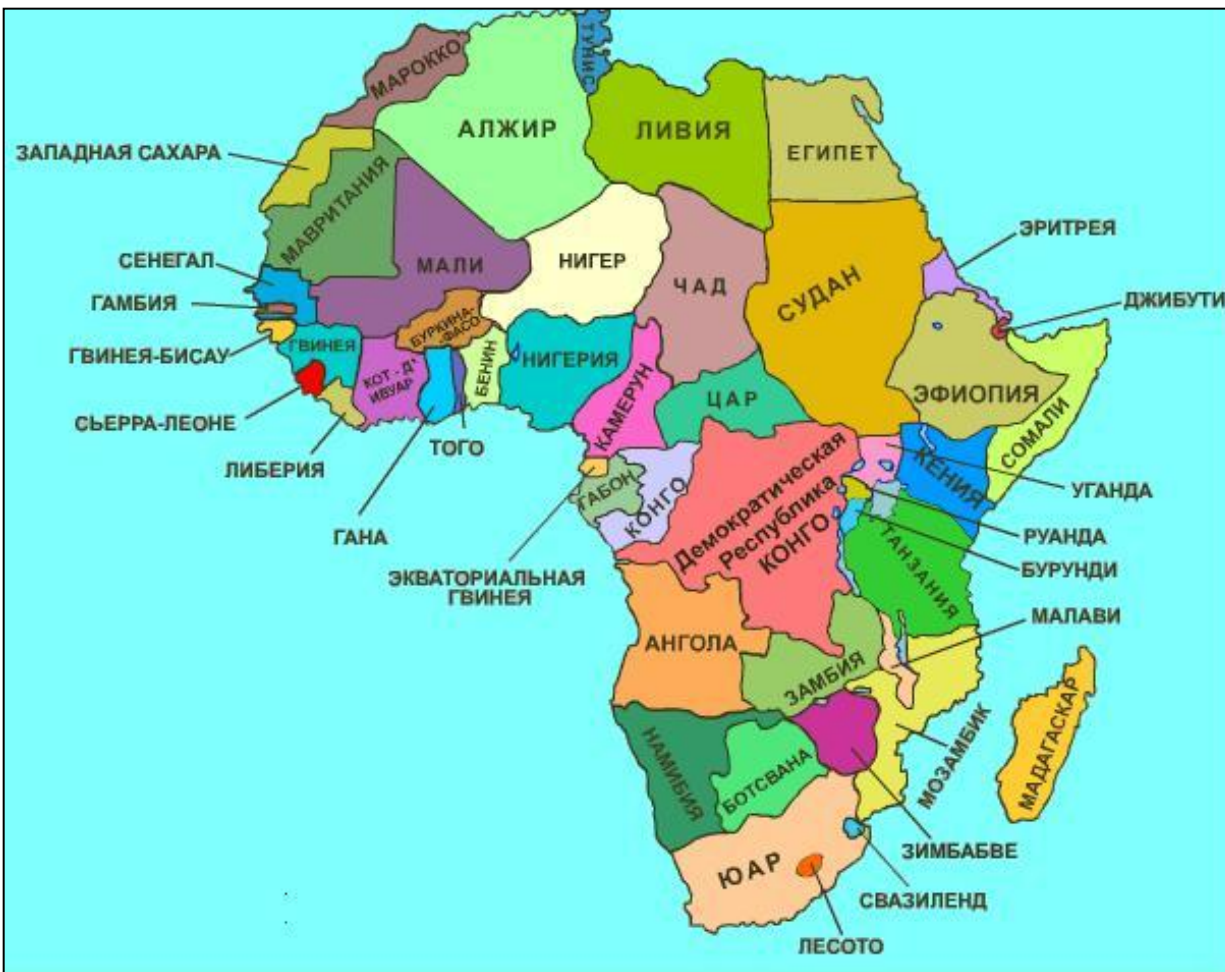 ТУНИС
МАРОККО
АЛЖИР
ЛИВИЯ
ЕГИПЕТ
ЗАПАДНАЯ САХАРА
МАВРИТАНИЯ
МАЛИ
НИГЕР
ЧАД
СУДАН
ЭРИТРЕЯ
СЕНЕГАЛ
ГАМБИЯ
ДЖИБУТИ
ГВИНЕЯ-БИСАУ
ГВИНЕЯ
БУРКИНА-
-ФАСО
КОТ - Д'
ИВУАР
БЕНИН
НИГЕРИЯ
КАМЕРУН
ЦАР
ЭФИОПИЯ
СОМАЛИ
СЬЕРРА-ЛЕОНЕ
ЛИБЕРИЯ
ТОГО
ГАНА
ЭКВАТОРИАЛЬНАЯ
ГВИНЕЯ
ГАБОН
КОНГО
Демократическая
Республика
КОНГО
КЕНИЯ
УГАНДА
РУАНДА
БУРУНДИ
ТАНЗАНИЯ
МАЛАВИ
АНГОЛА
ЗАМБИЯ
МОЗАМБИК
МАДАГАСКАР
НАМИБИЯ
БОТСВАНА
ЗИМБАБВЕ
ЮАР
СВАЗИЛЕНД
ЛЕСОТО